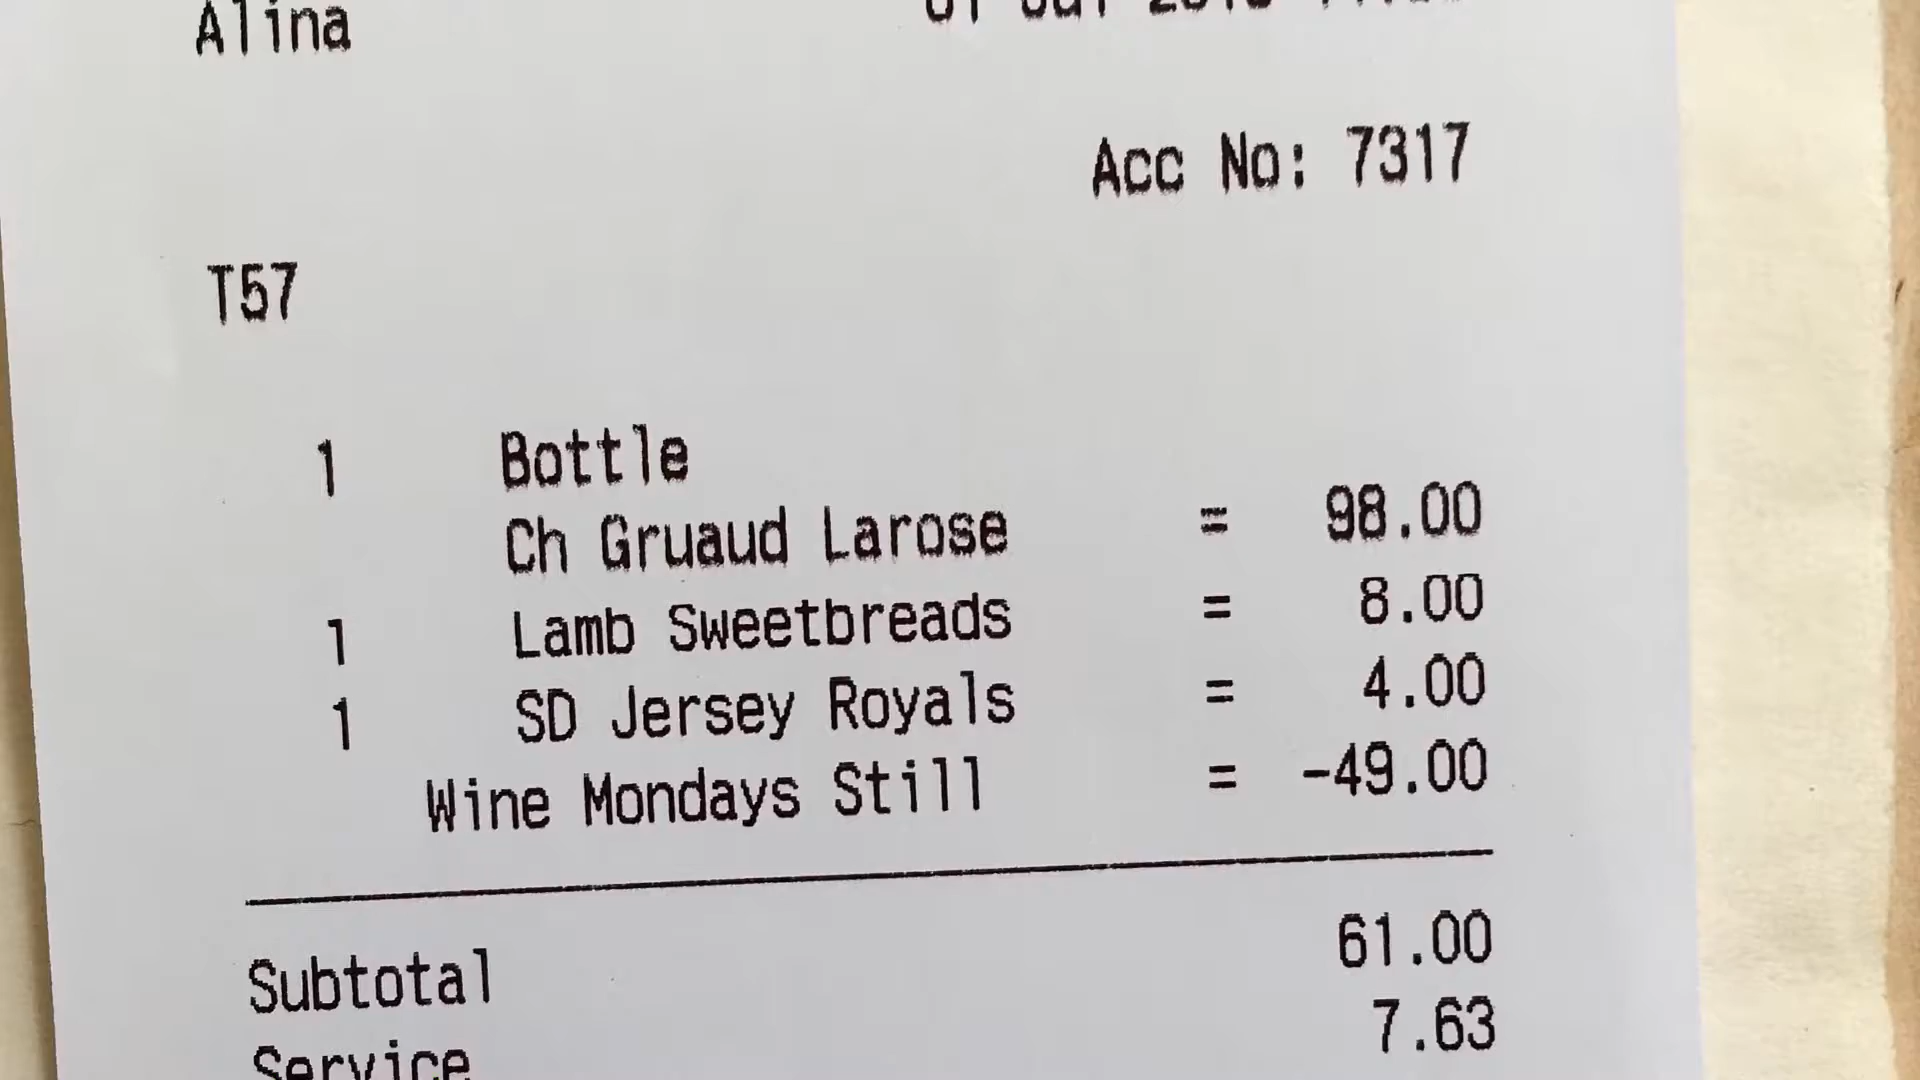 Alina
Acc No: 7317
T57
1 Bottle
Ch Gruaud Larose = 98.00
1 Lamb Sweetbreads = 8.00
1 SD Jersey Royals = 4.00
Wine Mondays Still = -49.00
Subtotal 61.00
Service 7.63